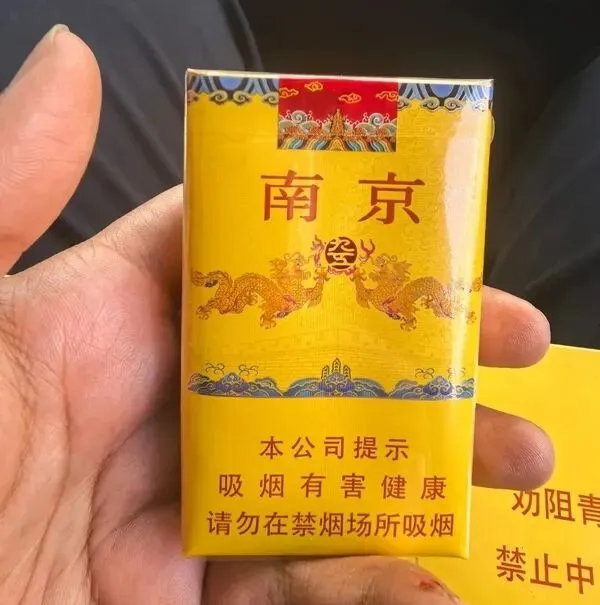 南京
本公司提示
吸烟有害健康
请勿在禁烟场所吸烟
劝阻青
禁止中